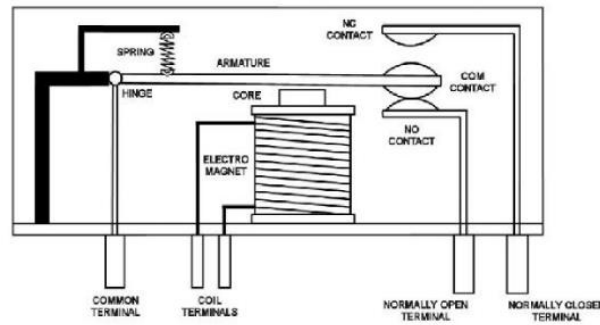 NC
CONTACT
SPRING
ARMATURE
COM
CONTACT
HINGE
CORE
NO
CONTACT
ELECTRO
MAGNET
COMMON
TERMINAL
COIL
TERMINALS
NORMALLY OPEN
TERMINAL
NORMALLY CLOSED
TERMINAL